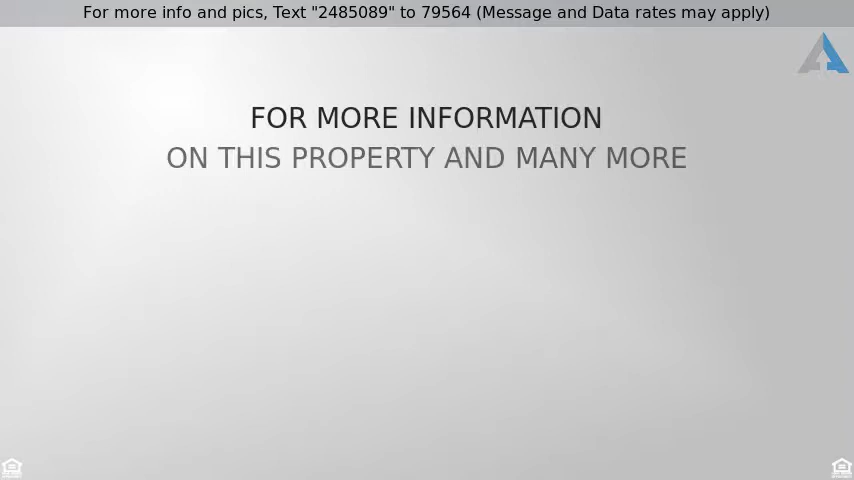 For more info and pics, Text "2485089" to 79564 (Message and Data rates may apply)
FOR MORE INFORMATION
ON THIS PROPERTY AND MANY MORE